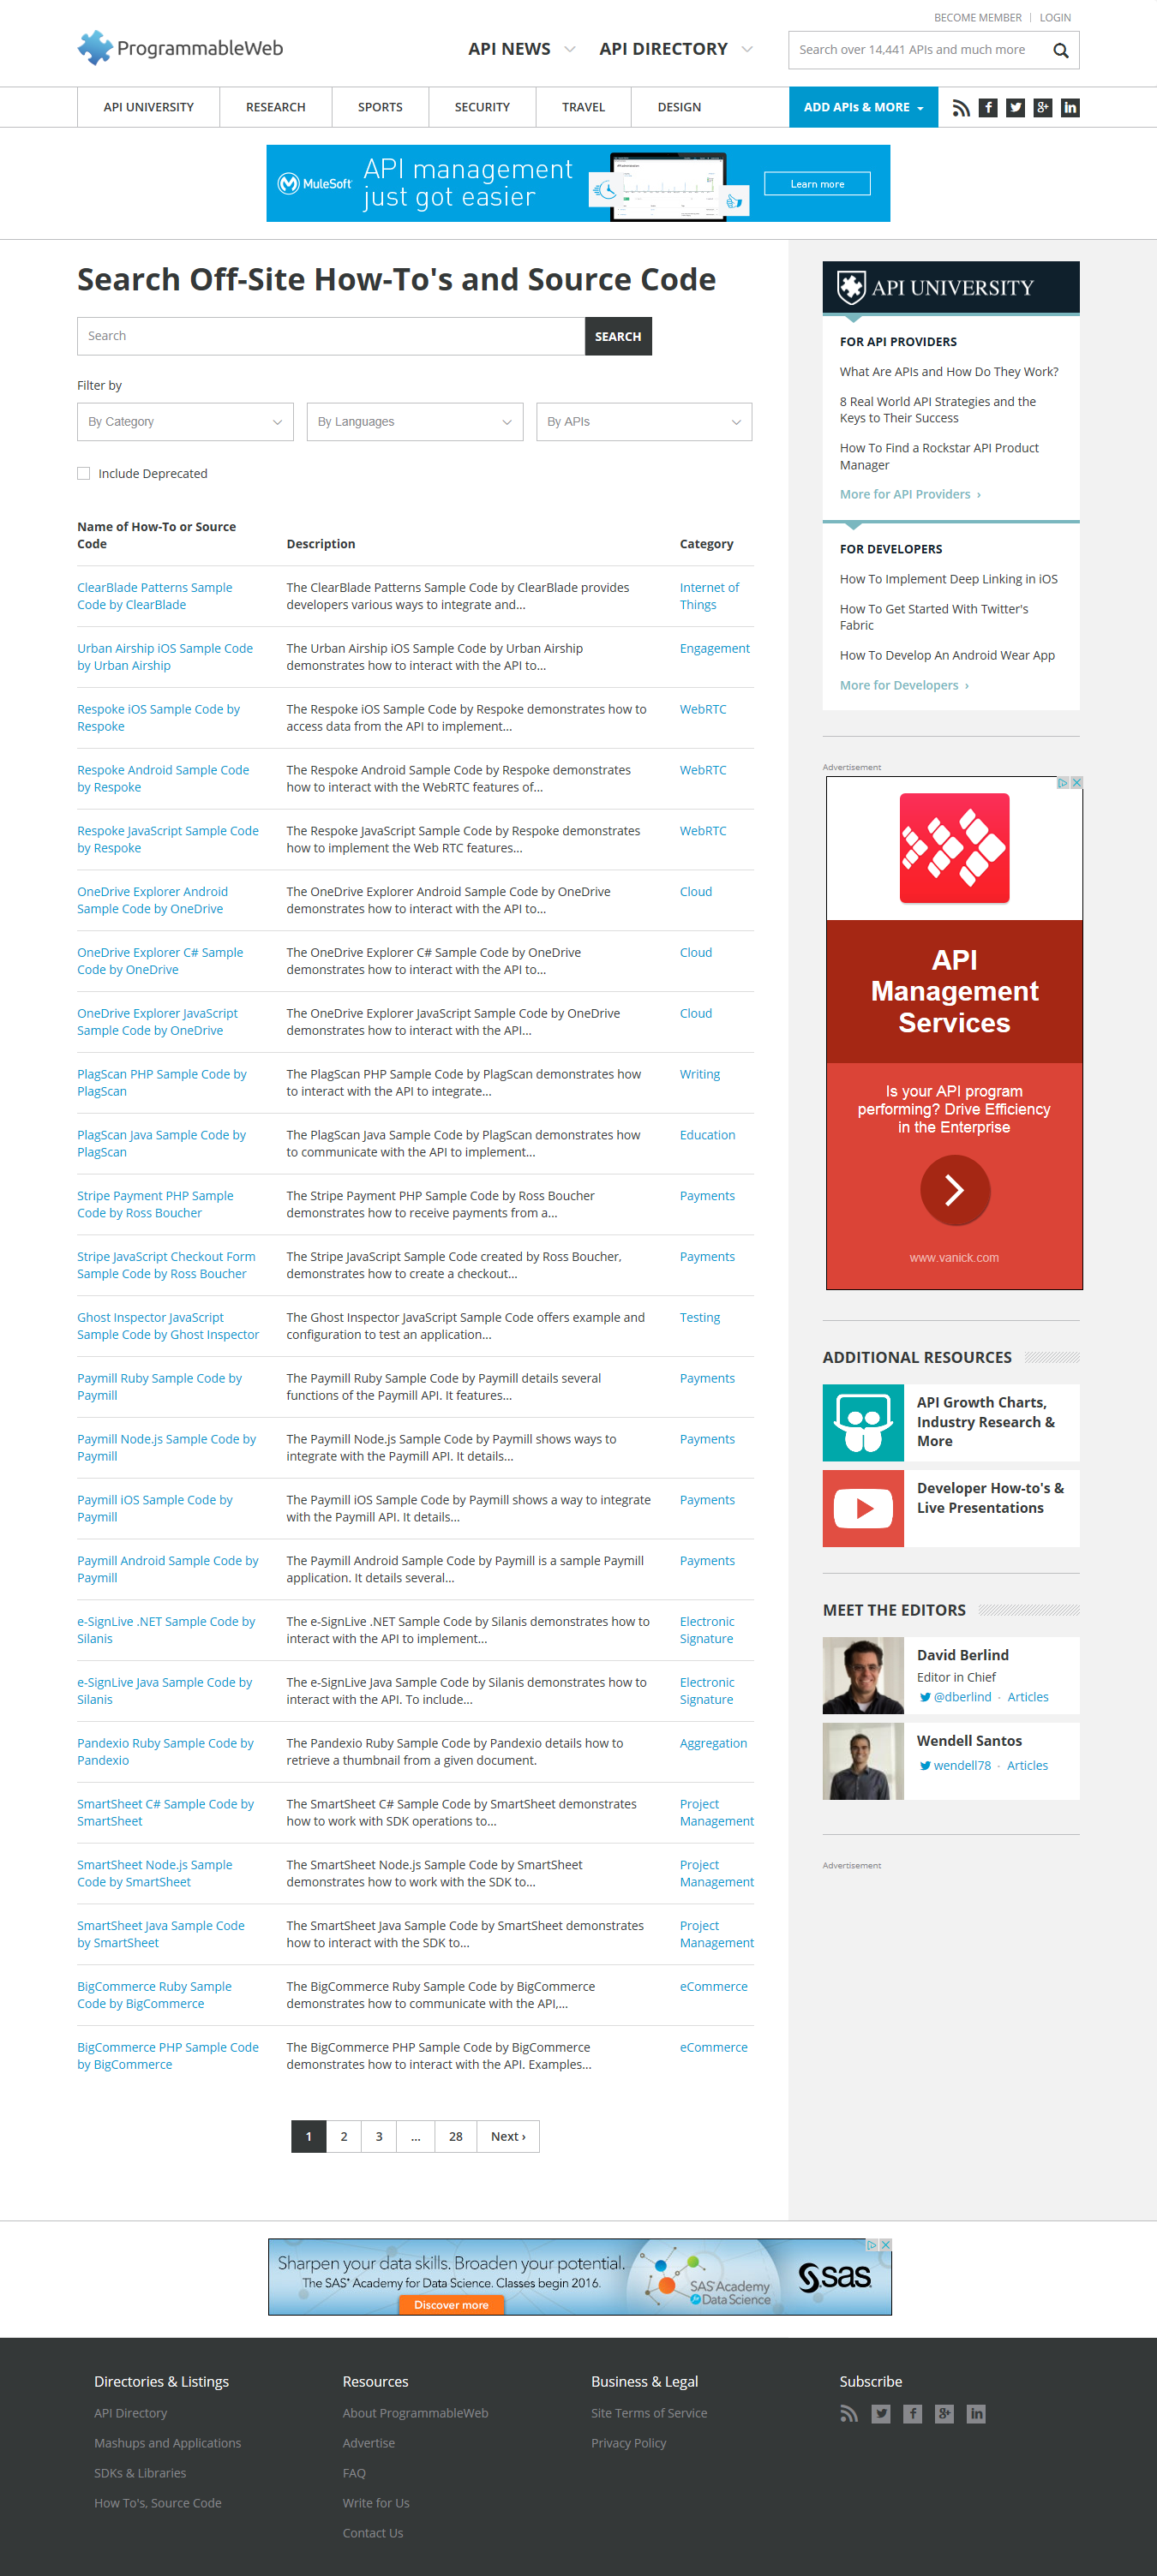 BECOME MEMBER | LOGIN
ProgrammableWeb
API NEWS
API DIRECTORY
Search over 14,441 APIs and much more
API UNIVERSITY
RESEARCH
SPORTS
SECURITY
TRAVEL
DESIGN
ADD APIs & MORE
MuleSoft
API management
just got easier
Learn more
Search Off-Site How-To's and Source Code
Search
SEARCH
Filter by
By Category
By Languages
By APIs
Include Deprecated
Name of How-To or Source
Code
Description
Category
ClearBlade Patterns Sample
Code by ClearBlade
The ClearBlade Patterns Sample Code by ClearBlade provides
developers various ways to integrate and...
Internet of
Things
Urban Airship iOS Sample Code
by Urban Airship
The Urban Airship iOS Sample Code by Urban Airship
demonstrates how to interact with the API to...
Engagement
Respoke iOS Sample Code by
Respoke
The Respoke iOS Sample Code by Respoke demonstrates how to
access data from the API to implement...
WebRTC
Respoke Android Sample Code
by Respoke
The Respoke Android Sample Code by Respoke demonstrates
how to interact with the WebRTC features of...
WebRTC
Respoke JavaScript Sample Code
by Respoke
The Respoke JavaScript Sample Code by Respoke demonstrates
how to implement the Web RTC features...
WebRTC
OneDrive Explorer Android
Sample Code by OneDrive
The OneDrive Explorer Android Sample Code by OneDrive
demonstrates how to interact with the API to...
Cloud
OneDrive Explorer C# Sample
Code by OneDrive
The OneDrive Explorer C# Sample Code by OneDrive
demonstrates how to interact with the API to...
Cloud
OneDrive Explorer JavaScript
Sample Code by OneDrive
The OneDrive Explorer JavaScript Sample Code by OneDrive
demonstrates how to interact with the API...
Cloud
PlagScan PHP Sample Code by
PlagScan
The PlagScan PHP Sample Code by PlagScan demonstrates how
to interact with the API to integrate...
Writing
PlagScan Java Sample Code by
PlagScan
The PlagScan Java Sample Code by PlagScan demonstrates how
to communicate with the API to implement...
Education
Stripe Payment PHP Sample
Code by Ross Boucher
The Stripe Payment PHP Sample Code by Ross Boucher
demonstrates how to receive payments from a...
Payments
Stripe JavaScript Checkout Form
Sample Code by Ross Boucher
The Stripe JavaScript Sample Code created by Ross Boucher,
demonstrates how to create a checkout...
Payments
Ghost Inspector JavaScript
Sample Code by Ghost Inspector
The Ghost Inspector JavaScript Sample Code offers example and
configuration to test an application...
Testing
Paymill Ruby Sample Code by
Paymill
The Paymill Ruby Sample Code by Paymill details several
functions of the Paymill API. It features...
Payments
Paymill Node.js Sample Code by
Paymill
The Paymill Node.js Sample Code by Paymill shows ways to
integrate with the Paymill API. It details...
Payments
Paymill iOS Sample Code by
Paymill
The Paymill iOS Sample Code by Paymill shows a way to integrate
with the Paymill API. It details...
Payments
Paymill Android Sample Code by
Paymill
The Paymill Android Sample Code by Paymill is a sample Paymill
application. It details several...
Payments
e-SignLive .NET Sample Code by
Silanis
The e-SignLive .NET Sample Code by Silanis demonstrates how to
interact with the API to implement...
Electronic
Signature
e-SignLive Java Sample Code by
Silanis
The e-SignLive Java Sample Code by Silanis demonstrates how to
interact with the API. To include...
Electronic
Signature
Pandexio Ruby Sample Code by
Pandexio
The Pandexio Ruby Sample Code by Pandexio details how to
retrieve a thumbnail from a given document.
Aggregation
SmartSheet C# Sample Code by
SmartSheet
The SmartSheet C# Sample Code by SmartSheet demonstrates
how to work with SDK operations to...
Project
Management
SmartSheet Node.js Sample
Code by SmartSheet
The SmartSheet Node.js Sample Code by SmartSheet
demonstrates how to work with the SDK to...
Project
Management
SmartSheet Java Sample Code
by SmartSheet
The SmartSheet Java Sample Code by SmartSheet demonstrates
how to interact with the SDK to...
Project
Management
BigCommerce Ruby Sample
Code by BigCommerce
The BigCommerce Ruby Sample Code by BigCommerce
demonstrates how to communicate with the API,...
eCommerce
BigCommerce PHP Sample Code
by BigCommerce
The BigCommerce PHP Sample Code by BigCommerce
demonstrates how to interact with the API. Examples...
eCommerce
1 2 3 ... 28 Next ›
API UNIVERSITY
FOR API PROVIDERS
What Are APIs and How Do They Work?
8 Real World API Strategies and the
Keys to Their Success
How To Find a Rockstar API Product
Manager
More for API Providers ›
FOR DEVELOPERS
How To Implement Deep Linking in iOS
How To Get Started With Twitter's
Fabric
How To Develop An Android Wear App
More for Developers ›
Advertisement
API
Management
Services
Is your API program
performing? Drive Efficiency
in the Enterprise
www.vanick.com
ADDITIONAL RESOURCES
API Growth Charts,
Industry Research &
More
Developer How-to's &
Live Presentations
MEET THE EDITORS
David Berlind
Editor in Chief
@dberlind · Articles
Wendell Santos
wendell78 · Articles
Advertisement
Sharpen your data skills. Broaden your potential.
The SAS® Academy for Data Science. Classes begin 2016.
Discover more
SAS® Academy
for Data Science
sas
Directories & Listings
API Directory
Mashups and Applications
SDKs & Libraries
How To's, Source Code
Resources
About ProgrammableWeb
Advertise
FAQ
Write for Us
Contact Us
Business & Legal
Site Terms of Service
Privacy Policy
Subscribe